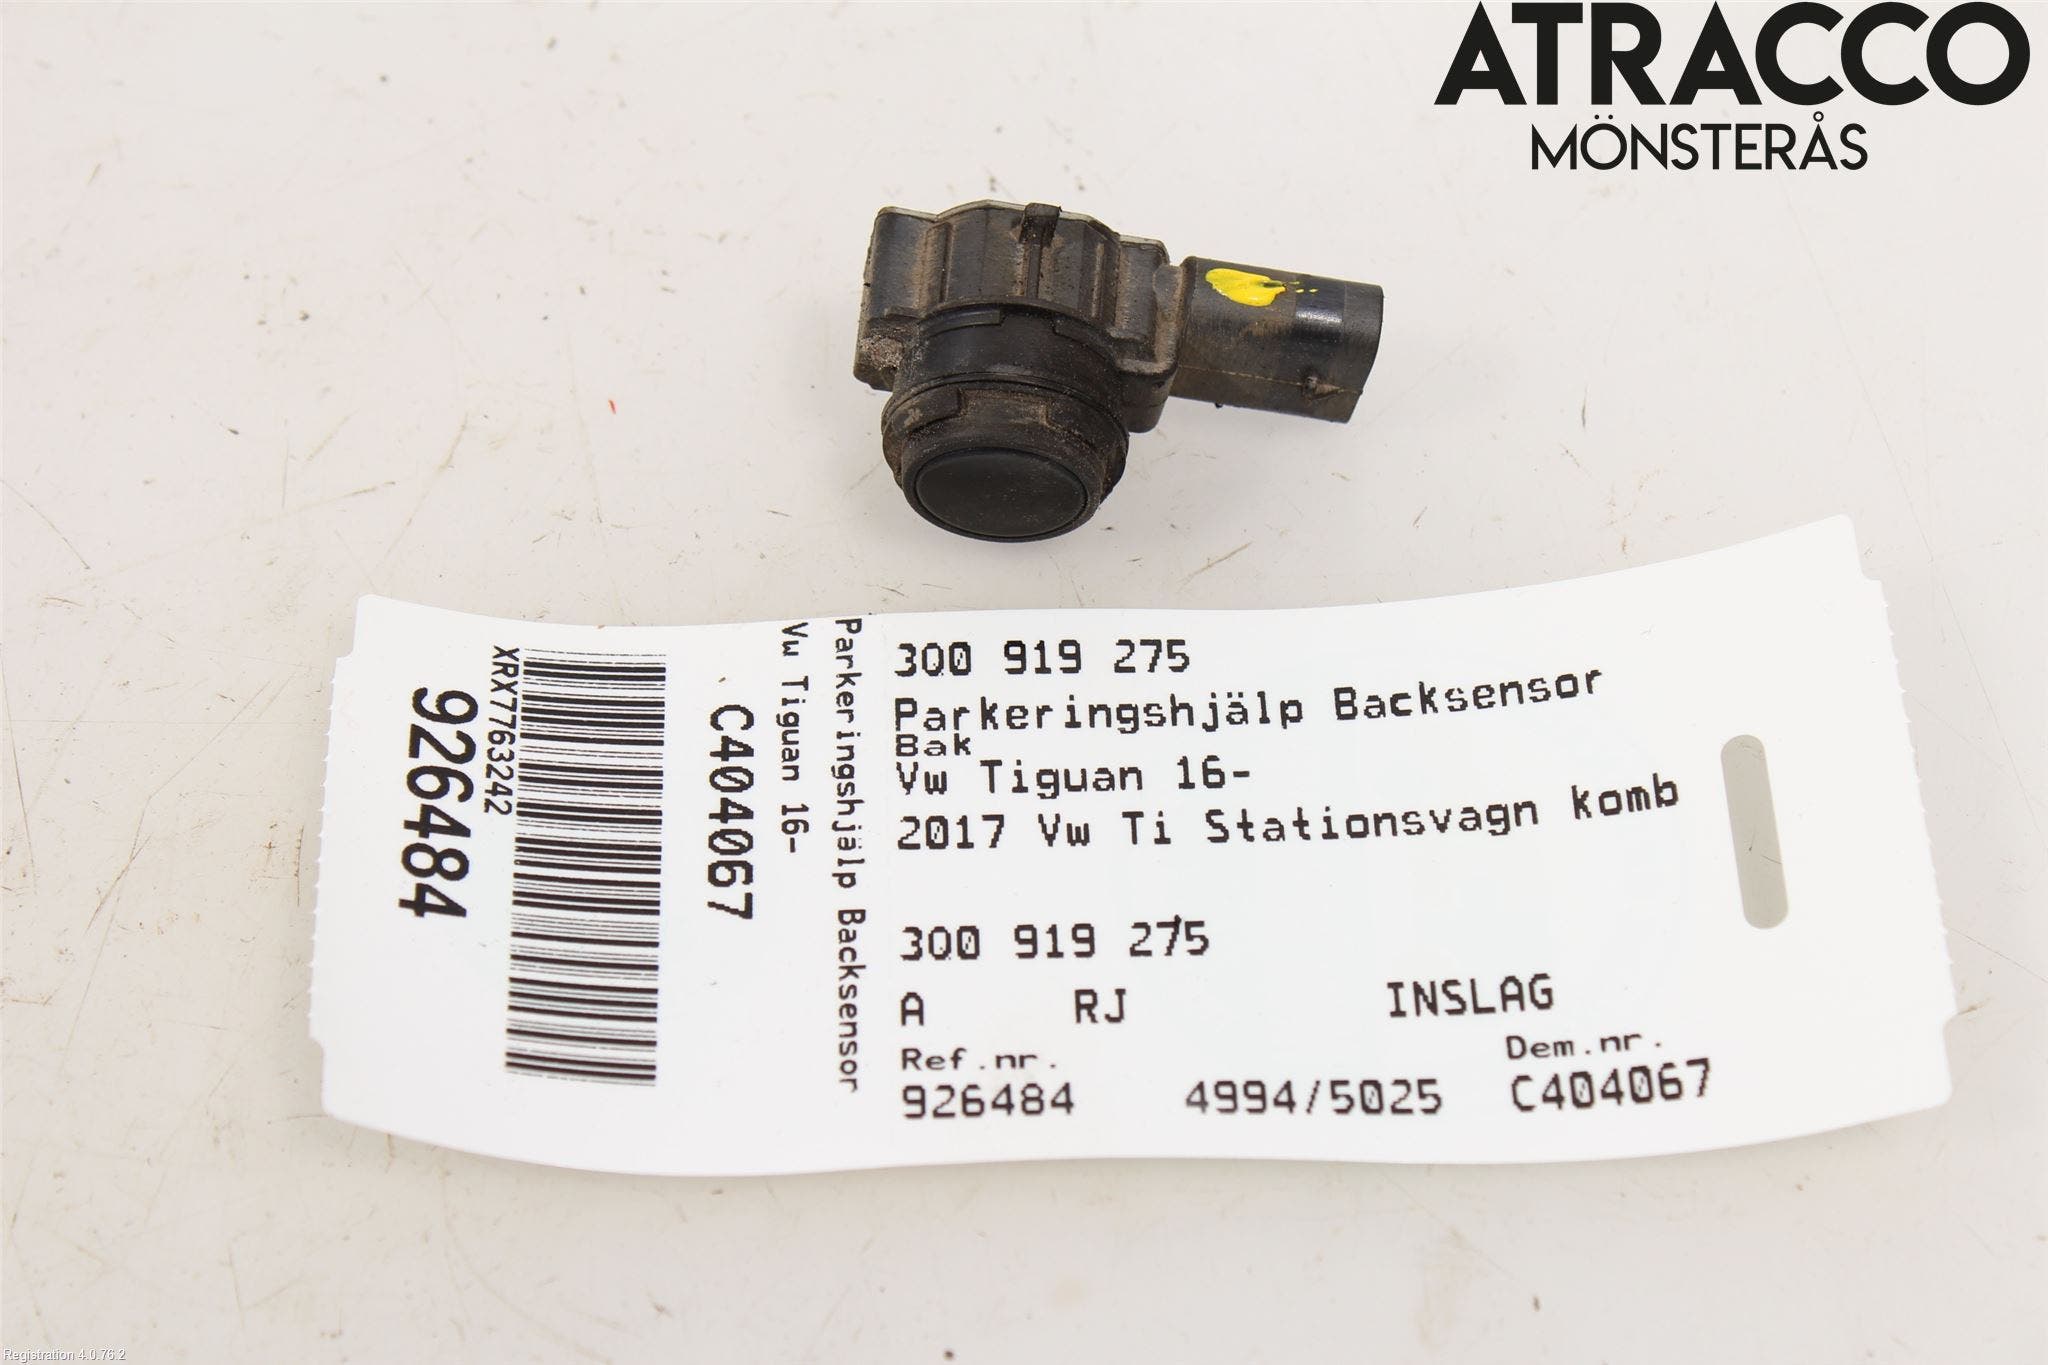 ATRACCO
MÖNSTERÅS
300 919 275
Parkeringshjälp Backsensor
Bak
Vw Tiguan 16-
2017 Vw Ti Stationsvagn komb
300 919 275
A RJ INSLAG
Ref.nr. Dem.nr.
926484 4994/5025 C404067
Parkeringshjälp Backsensor
Vw Tiguan 16-
C404067
XRX7763242
926484
Registration 4.0.76.2